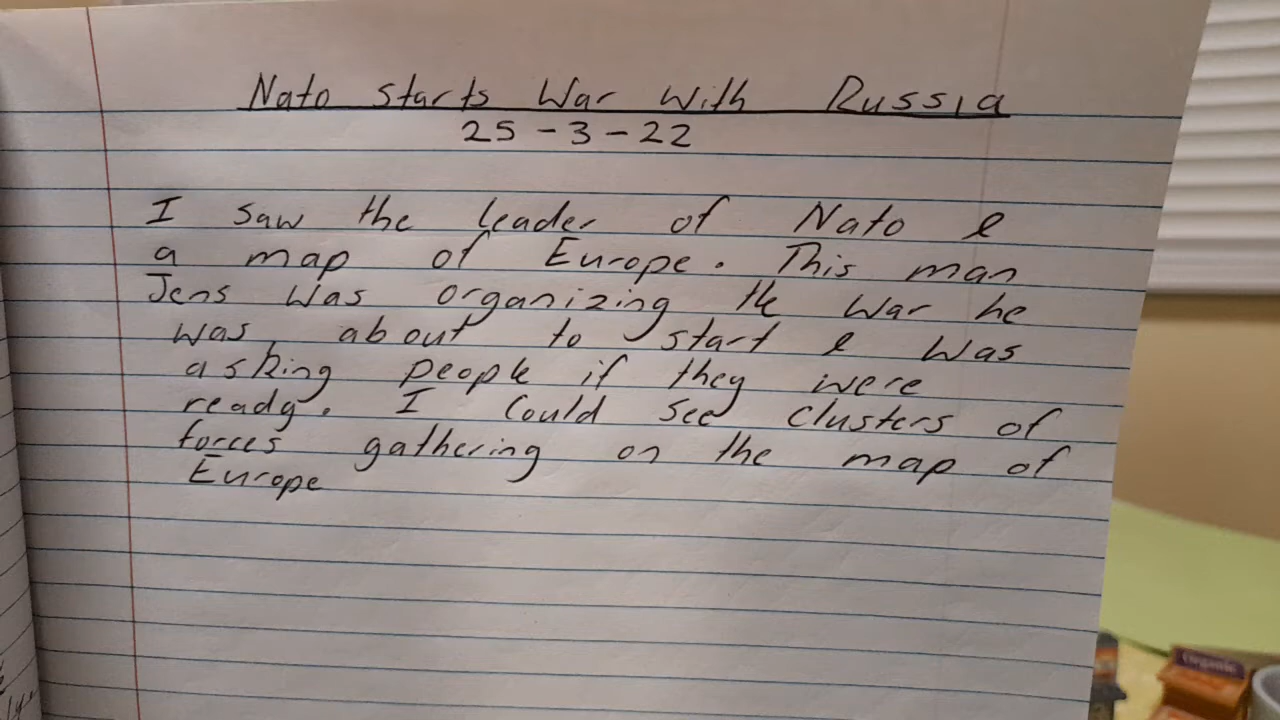 Nato starts War With Russia
25-3-22
I saw the leader of Nato &
a map of Europe. This man
Jens Was organizing the War he
was about to start & Was
asking people if they were
ready. I Could see clusters of
forces gathering on the map of
Europe
Organic